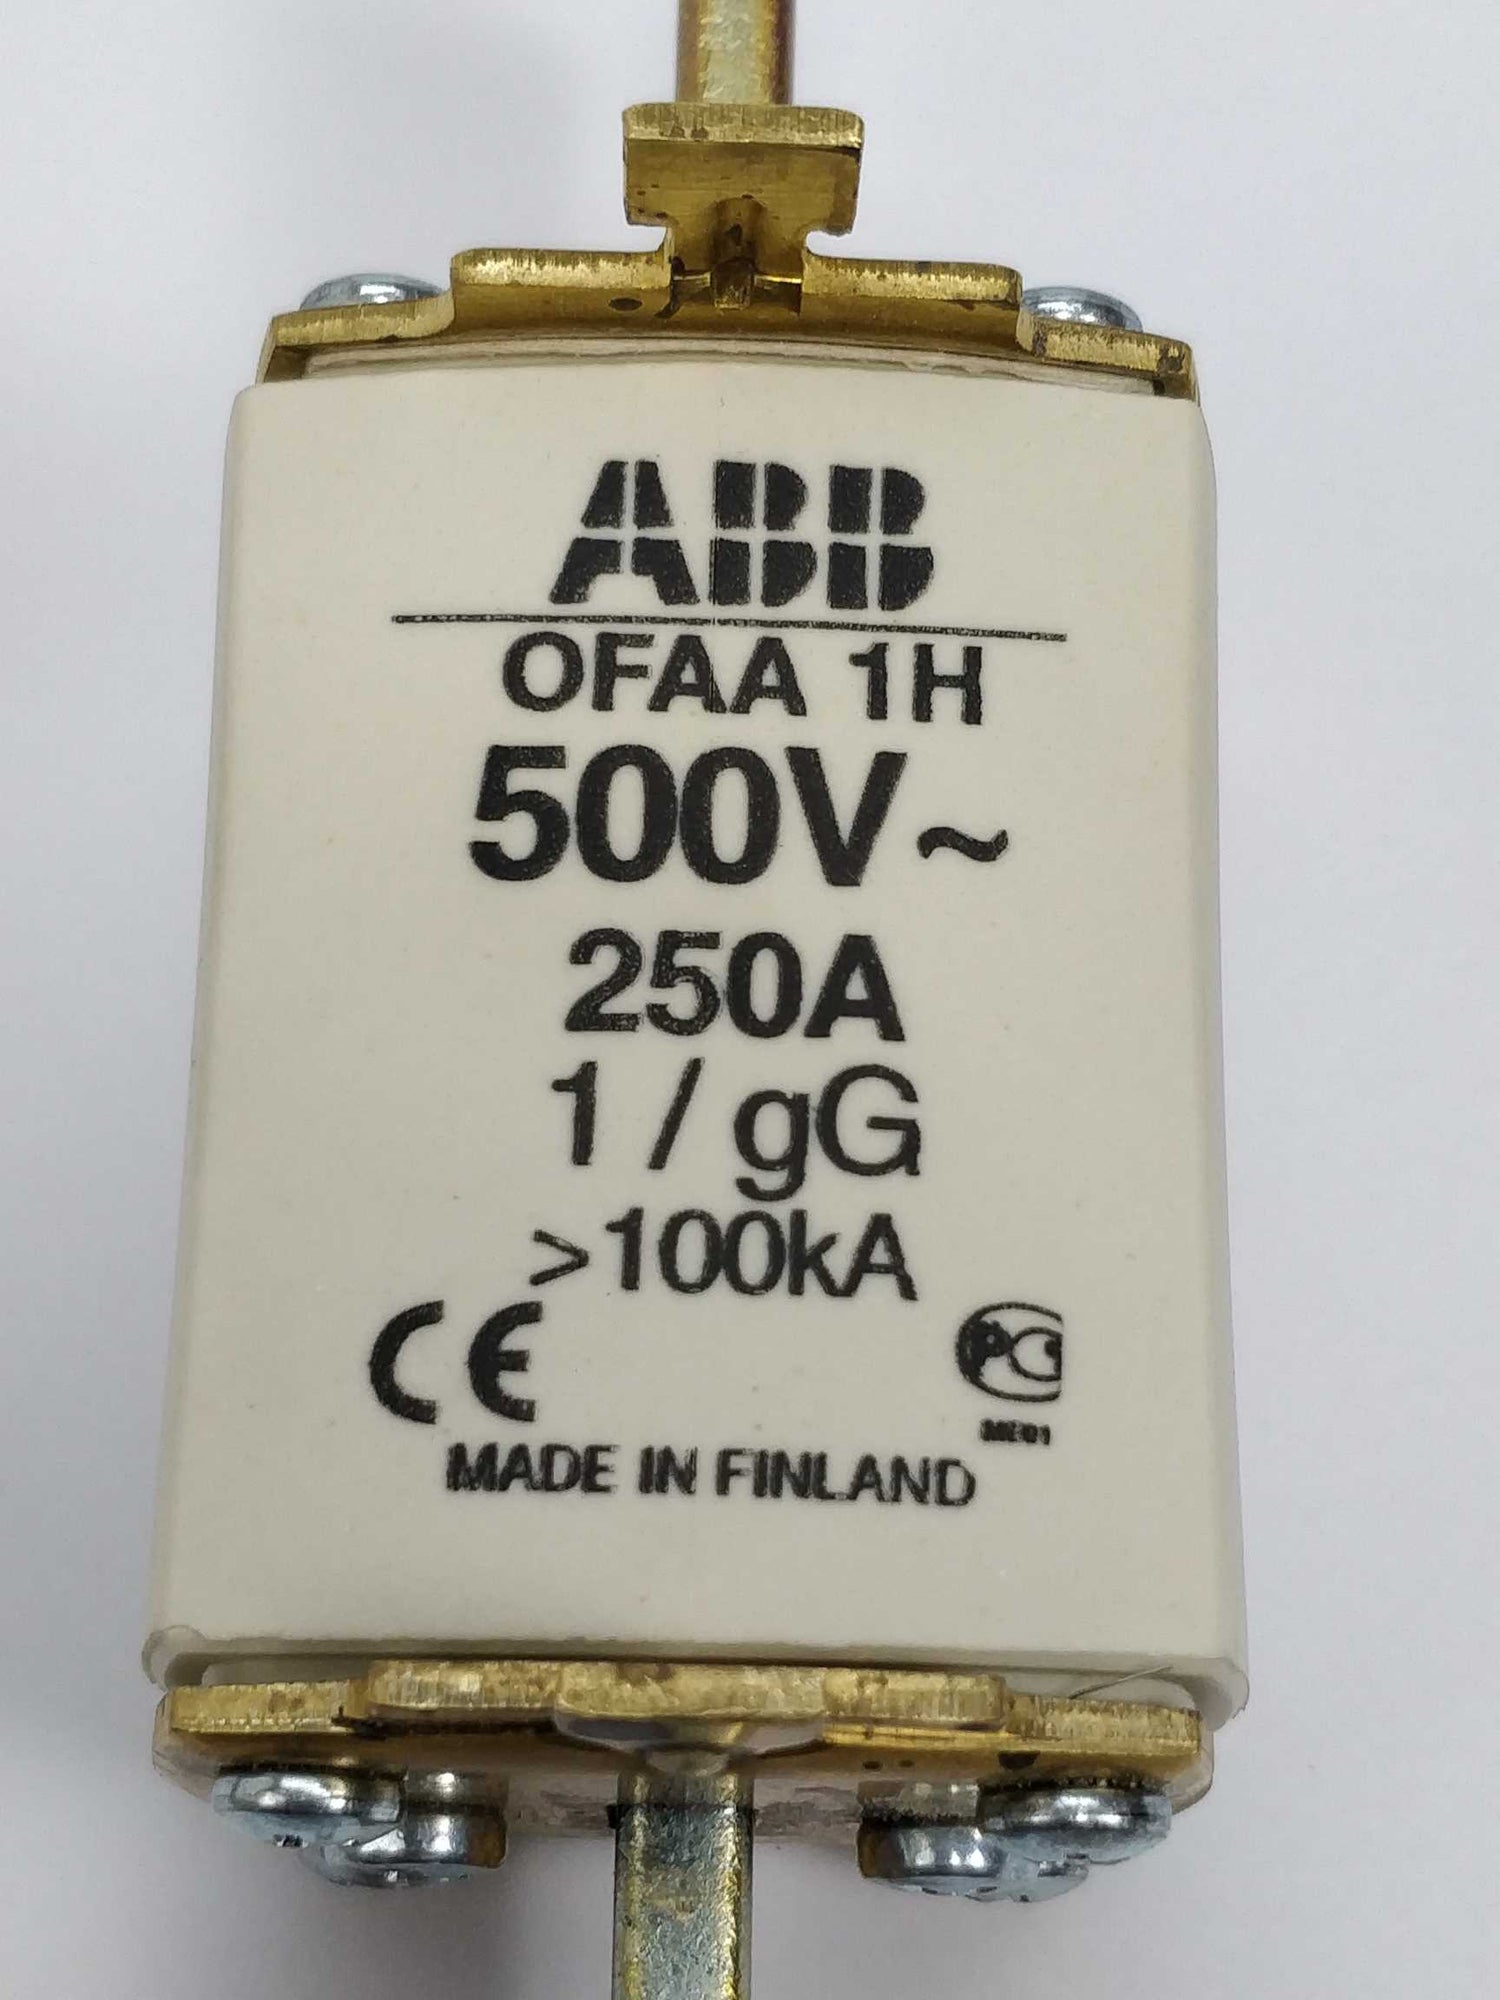 ABB
OFAA 1H
500V~
250A
1 / gG
>100kA
CE
MADE IN FINLAND